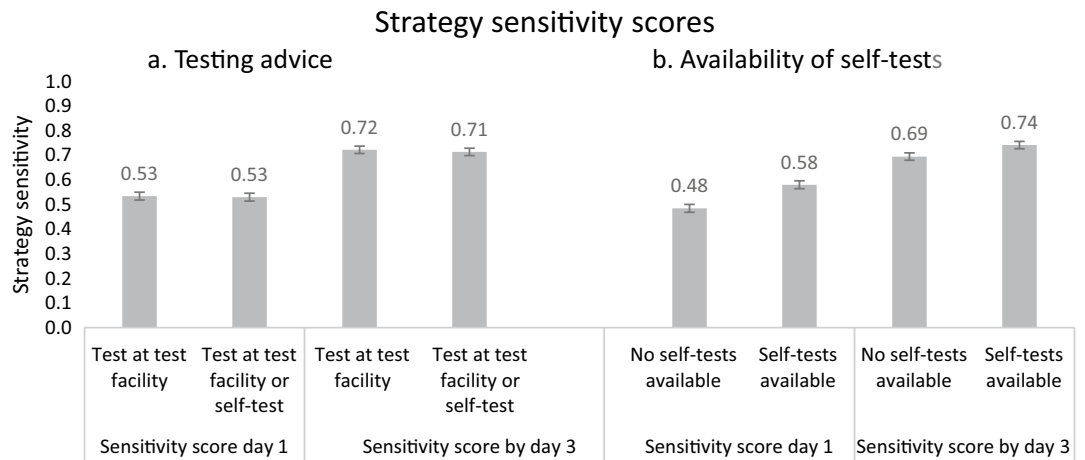 Strategy sensitivity scores
a. Testing advice
b. Availability of self-tests
Strategy sensitivity
1.0
0.9
0.8
0.7
0.6
0.5
0.4
0.3
0.2
0.1
0.0
0.53
0.53
0.72
0.71
0.48
0.58
0.69
0.74
Test at test
facility
Test at test
facility or
self-test
Test at test
facility
Test at test
facility or
self-test
No self-tests
available
Self-tests
available
No self-tests
available
Self-tests
available
Sensitivity score day 1
Sensitivity score by day 3
Sensitivity score day 1
Sensitivity score by day 3